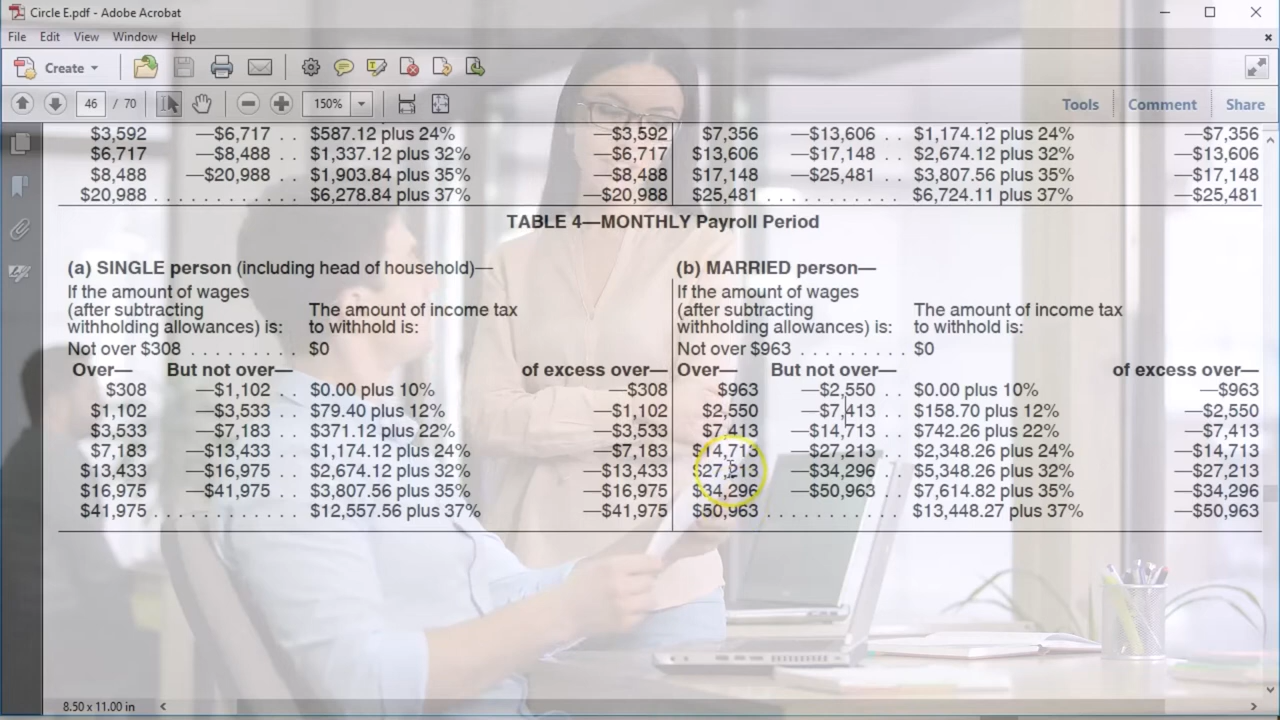 Circle E.pdf - Adobe Acrobat
File Edit View Window Help
Create
46 / 70 150% Tools Comment Share
$3,592 —$6,717 . . $587.12 plus 24% —$3,592 $7,356 —$13,606 . . $1,174.12 plus 24% —$7,356
$6,717 —$8,488 . . $1,337.12 plus 32% —$6,717 $13,606 —$17,148 . . $2,674.12 plus 32% —$13,606
$8,488 —$20,988 . . $1,903.84 plus 35% —$8,488 $17,148 —$25,481 . . $3,807.56 plus 35% —$17,148
$20,988 . . . . . . . . . . . . $6,278.84 plus 37% —$20,988 $25,481 . . . . . . . . . . . . $6,724.11 plus 37% —$25,481
TABLE 4—MONTHLY Payroll Period
(a) SINGLE person (including head of household)— (b) MARRIED person—
If the amount of wages If the amount of wages
(after subtracting The amount of income tax (after subtracting The amount of income tax
withholding allowances) is: to withhold is: withholding allowances) is: to withhold is:
Not over $308 . . . . . . . . . $0 Not over $963 . . . . . . . . . $0
Over— But not over— of excess over— Over— But not over— of excess over—
$308 —$1,102 . . $0.00 plus 10% —$308 $963 —$2,550 . . $0.00 plus 10% —$963
$1,102 —$3,533 . . $79.40 plus 12% —$1,102 $2,550 —$7,413 . . $158.70 plus 12% —$2,550
$3,533 —$7,183 . . $371.12 plus 22% —$3,533 $7,413 —$14,713 . . $742.26 plus 22% —$7,413
$7,183 —$13,433 . . $1,174.12 plus 24% —$7,183 $14,713 —$27,213 . . $2,348.26 plus 24% —$14,713
$13,433 —$16,975 . . $2,674.12 plus 32% —$13,433 $27,213 —$34,296 . . $5,348.26 plus 32% —$27,213
$16,975 —$41,975 . . $3,807.56 plus 35% —$16,975 $34,296 —$50,963 . . $7,614.82 plus 35% —$34,296
$41,975 . . . . . . . . . . . . $12,557.56 plus 37% —$41,975 $50,963 . . . . . . . . . . . . $13,448.27 plus 37% —$50,963
8.50 x 11.00 in